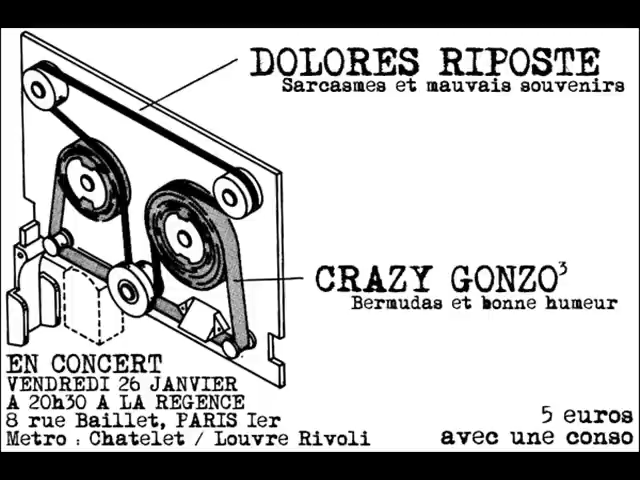 DOLORES RIPOSTE
Sarcasmes et mauvais souvenirs
CRAZY GONZO³
Bermudas et bonne humeur
EN CONCERT
VENDREDI 26 JANVIER
A 20h30 A LA REGENCE
8 rue Baillet, PARIS Ier
Metro : Chatelet / Louvre Rivoli
5 euros
avec une conso